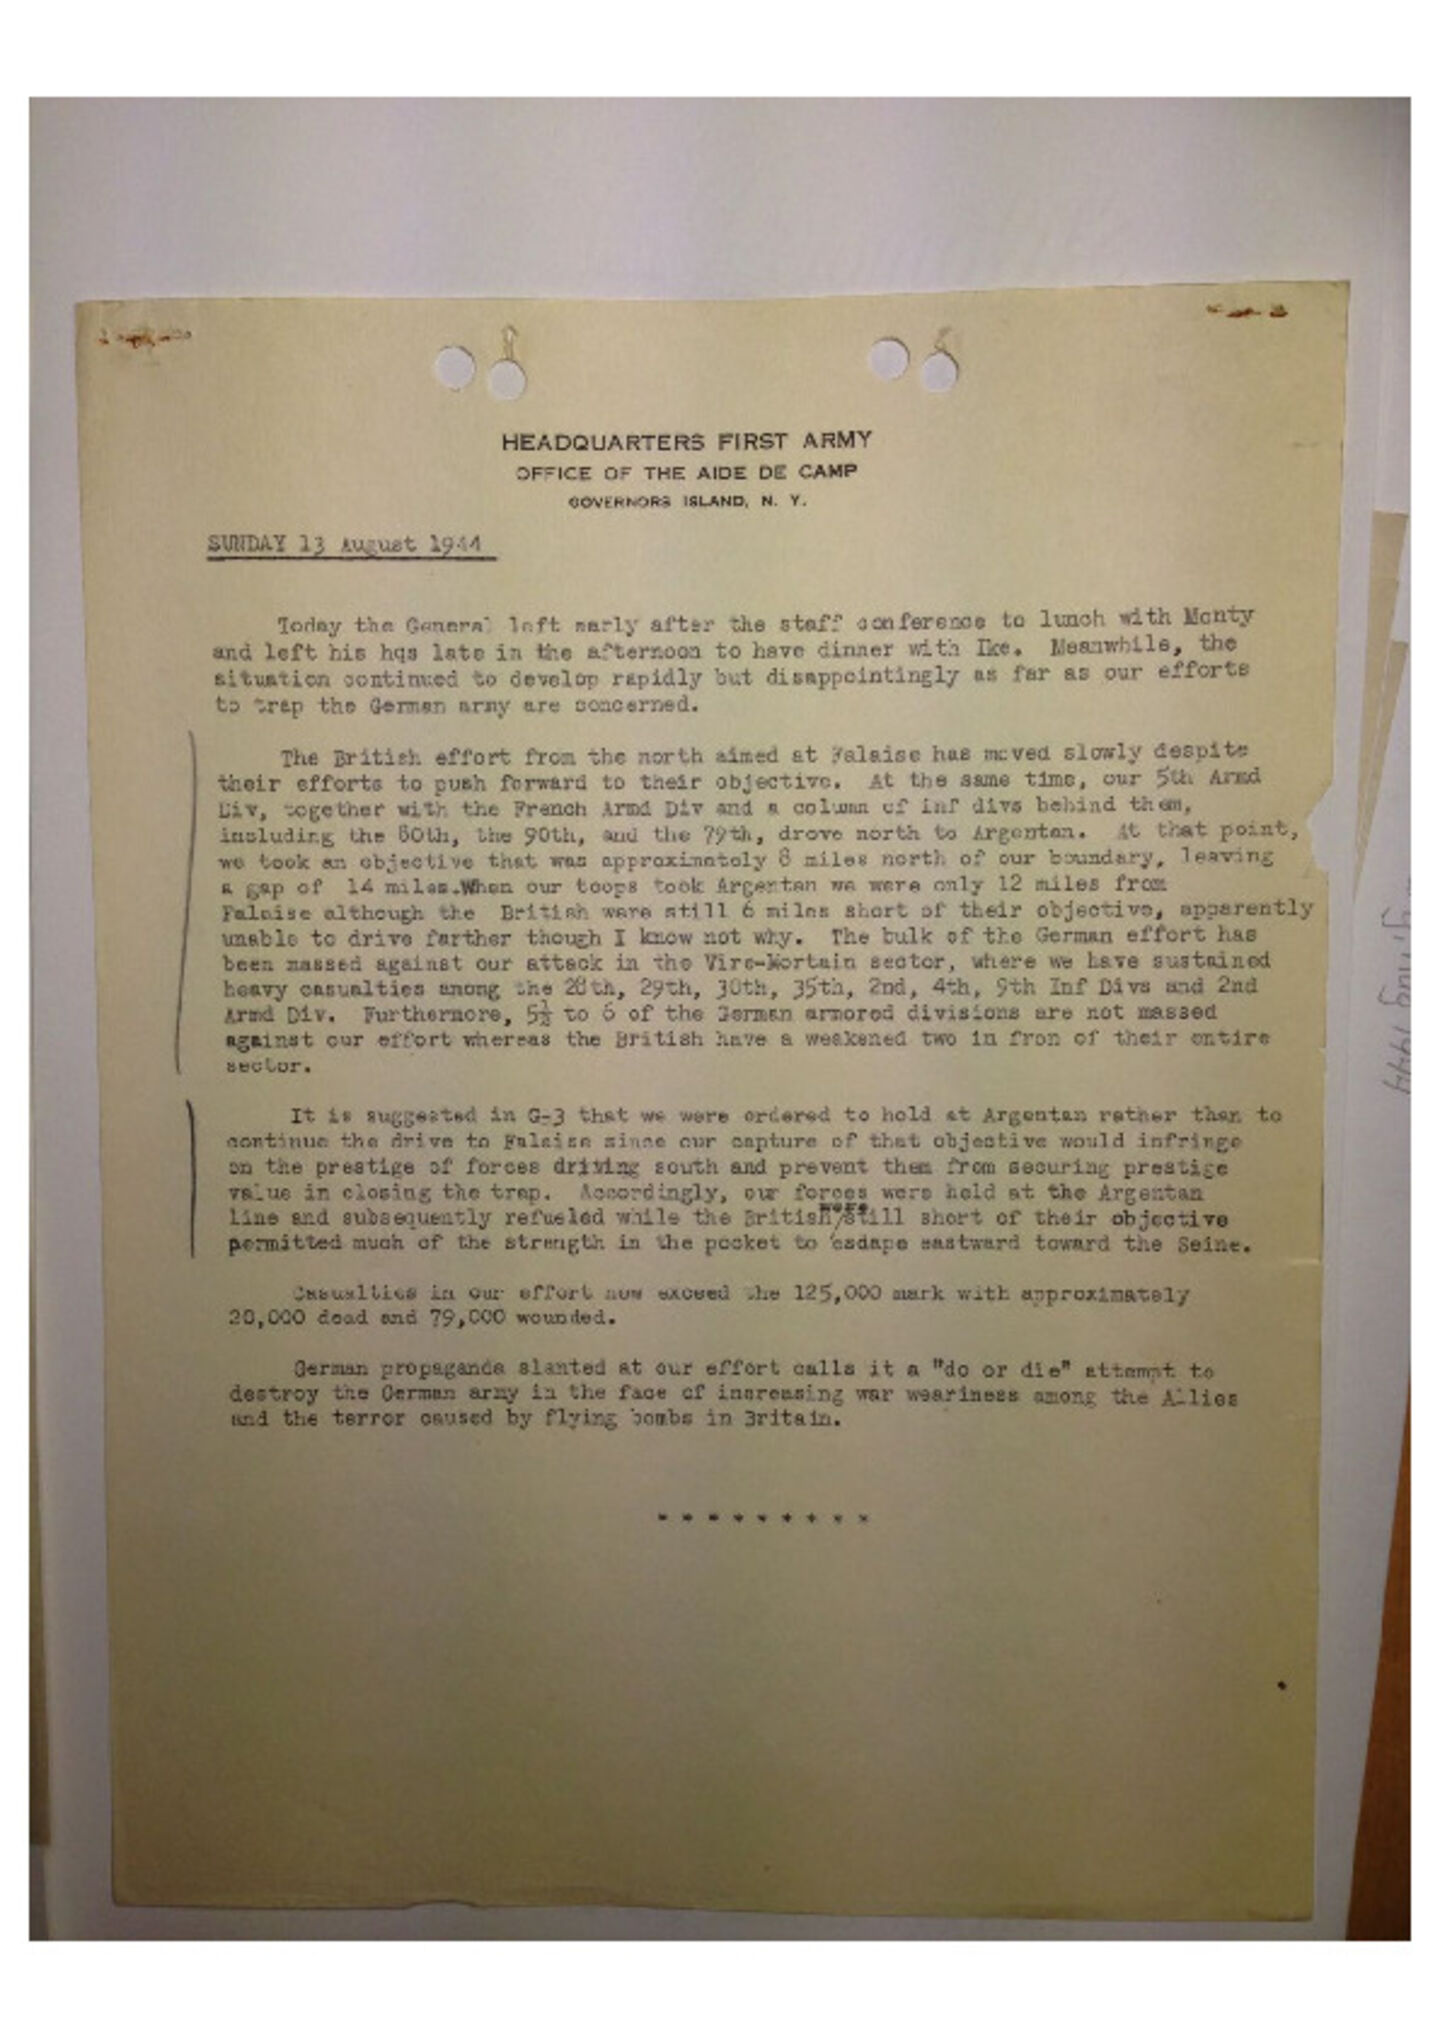 HEADQUARTERS FIRST ARMY
OFFICE OF THE AIDE DE CAMP
GOVERNORS ISLAND, N. Y.
SUNDAY 13 August 1944
Today the General left early after the staff conference to lunch with Monty
and left his hqs late in the afternoon to have dinner with Ike. Meanwhile, the
situation continued to develop rapidly but disappointingly as far as our efforts
to trap the German army are concerned.
The British effort from the north aimed at Falaise has moved slowly despite
their efforts to push forward to their objective. At the same time, our 5th Armd
Div, together with the French Armd Div and a column of inf divs behind them,
including the 80th, the 90th, and the 79th, drove north to Argentan. At that point,
we took an objective that was approximately 8 miles north of our boundary, leaving
a gap of 14 miles.When our toops took Argentan we were only 12 miles from
Falaise although the British were still 6 miles short of their objective, apparently
unable to drive farther though I know not why. The bulk of the German effort has
been massed against our attack in the Vire-Mortain sector, where we have sustained
heavy casualties among the 28th, 29th, 30th, 35th, 2nd, 4th, 9th Inf Divs and 2nd
Armd Div. Furthermore, 5½ to 6 of the German armored divisions are not massed
against our effort whereas the British have a weakened two in fron of their entire
sector.
It is suggested in G-3 that we were ordered to hold at Argentan rather than to
continue the drive to Falaise since our capture of that objective would infringe
on the prestige of forces driving south and prevent them from securing prestige
value in closing the trap. Accordingly, our forces were held at the Argentan
line and subsequently refueled while the British/were still short of their objective
permitted much of the strength in the pocket to esdape eastward toward the Seine.
Casualties in our effort now exceed the 125,000 mark with approximately
20,000 dead and 79,000 wounded.
German propaganda slanted at our effort calls it a "do or die" attempt to
destroy the German army in the face of increasing war weariness among the Allies
and the terror caused by flying bombs in Britain.
* * * * * * * * *
Aug 1944